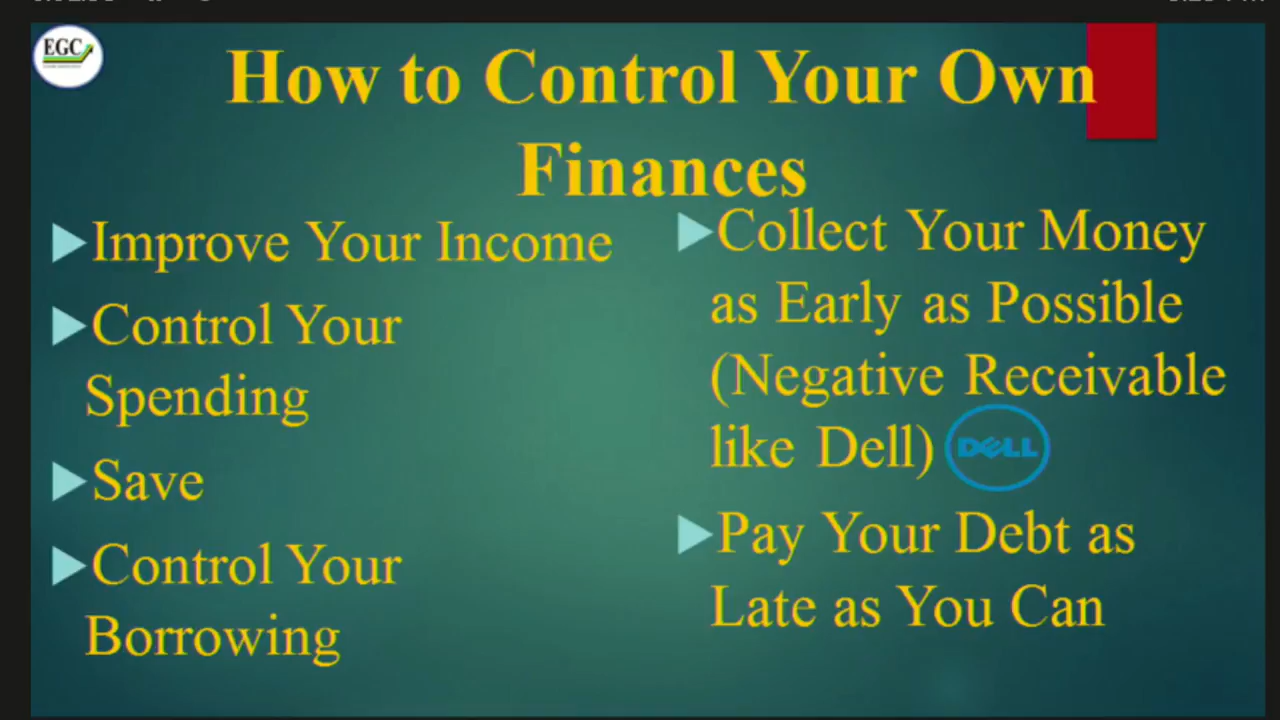 EGC
How to Control Your Own
Finances
Improve Your Income
Control Your
Spending
Save
Control Your
Borrowing
Collect Your Money
as Early as Possible
(Negative Receivable
like Dell) DELL
Pay Your Debt as
Late as You Can